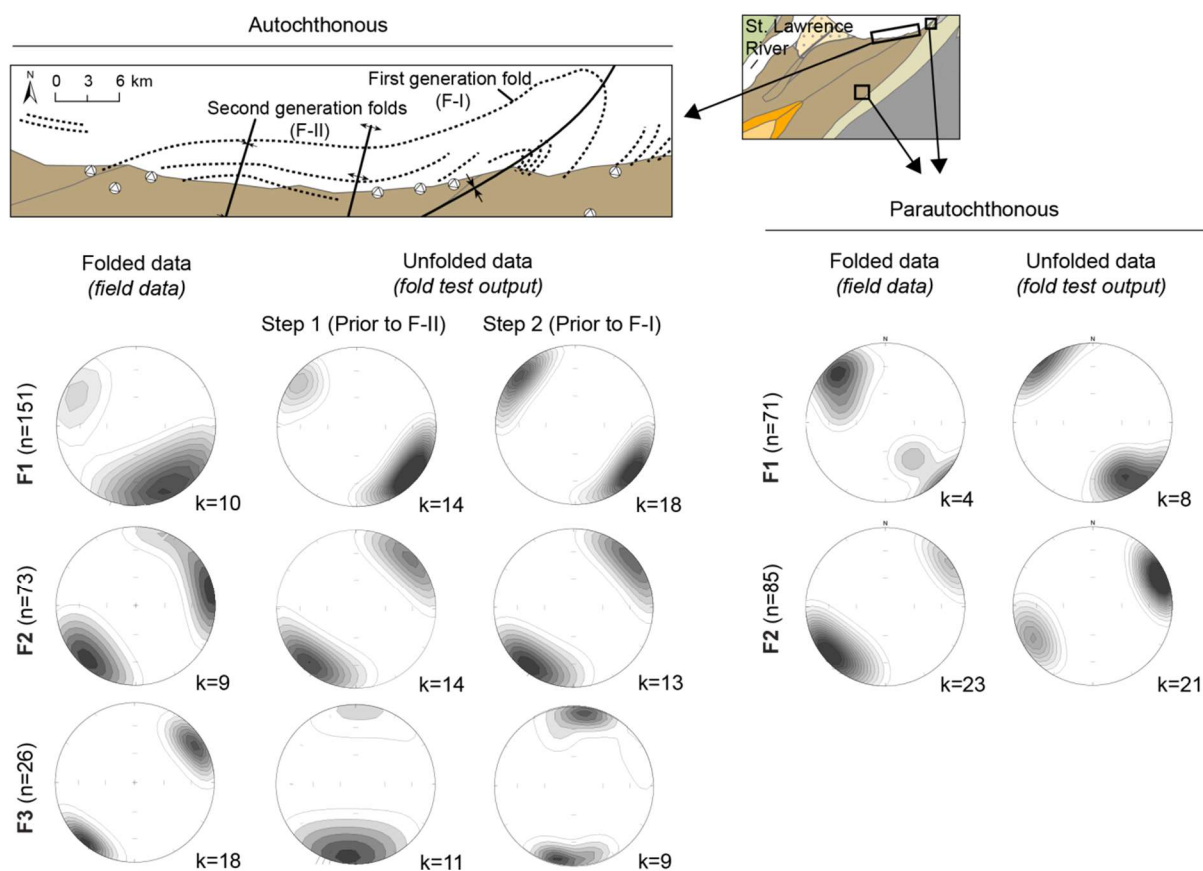 Autochthonous
St. Lawrence
River
N
0 3 6 km
First generation fold
(F-I)
Second generation folds
(F-II)
Parautochthonous
Folded data
(field data)
Unfolded data
(fold test output)
Step 1 (Prior to F-II)
Step 2 (Prior to F-I)
Folded data
(field data)
Unfolded data
(fold test output)
F1 (n=151)
k=10
k=14
k=18
F1 (n=71)
N
k=4
N
k=8
F2 (n=73)
k=9
k=14
k=13
F2 (n=85)
N
k=23
N
k=21
F3 (n=26)
k=18
k=11
k=9